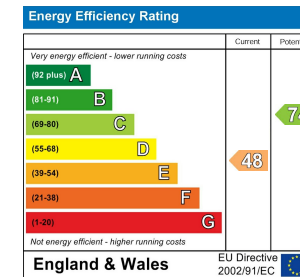 Energy Efficiency Rating
Current
Very energy efficient - lower running costs
(92 plus) A
(81-91) B
(69-80) C
(55-68) D
(39-54) E
48
(21-38) F
(1-20) G
Not energy efficient - higher running costs
England & Wales
EU Directive
2002/91/EC